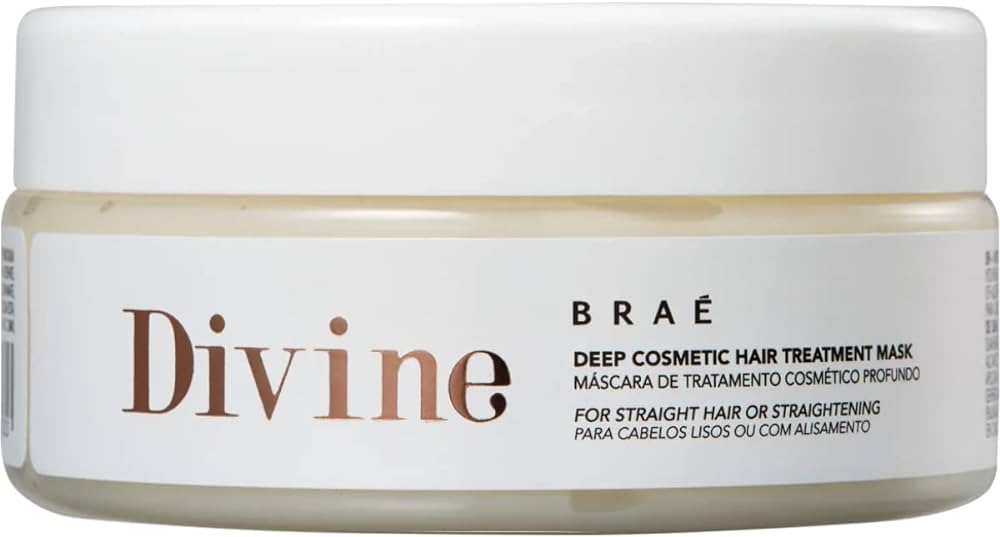 Divine
BRAÉ
DEEP COSMETIC HAIR TREATMENT MASK
MÁSCARA DE TRATAMENTO COSMÉTICO PROFUNDO
FOR STRAIGHT HAIR OR STRAIGHTENING
PARA CABELOS LISOS OU COM ALISAMENTO